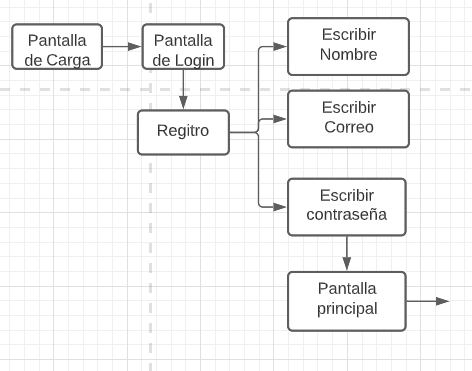 Pantalla
de Carga
Pantalla
de Login
Escribir
Nombre
Regitro
Escribir
Correo
Escribir
contraseña
Pantalla
principal